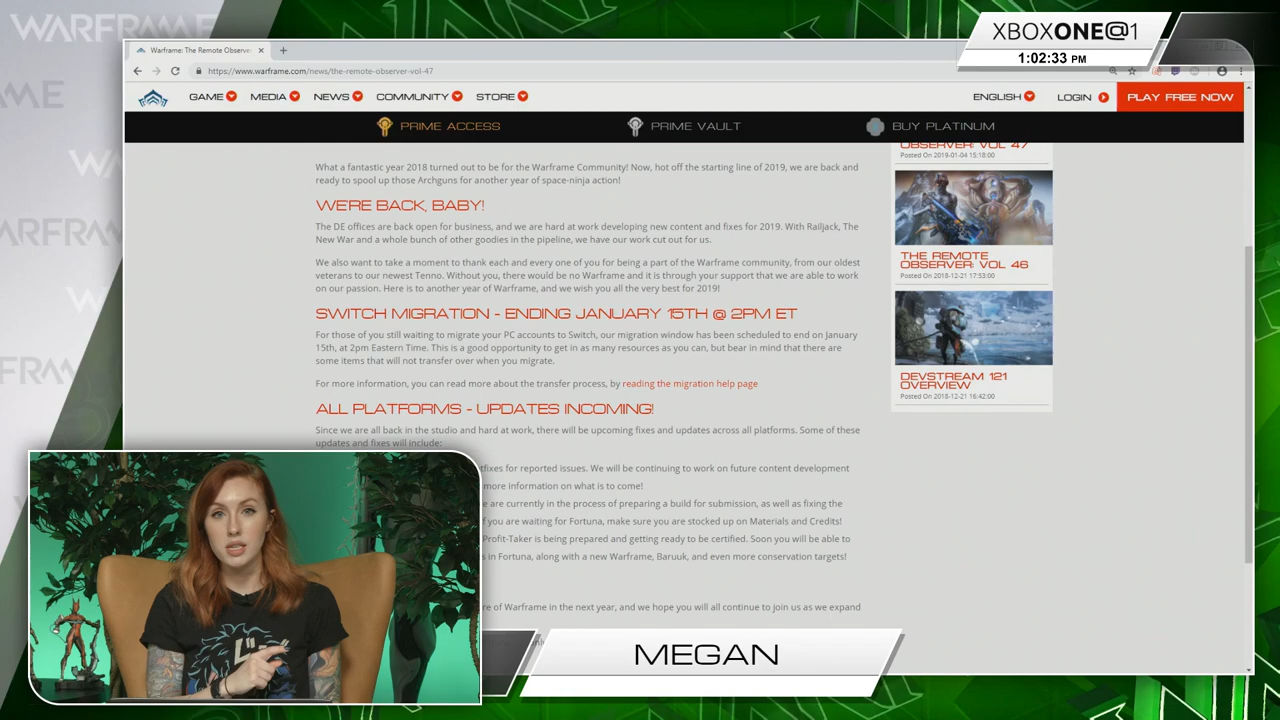 WARFRAME
XBOXONE@1
1:02:33 PM
Warframe: The Remote Observer
https://www.warframe.com/news/the-remote-observer-vol-47
GAME MEDIA NEWS COMMUNITY STORE ENGLISH LOGIN PLAY FREE NOW
PRIME ACCESS PRIME VAULT BUY PLATINUM
What a fantastic year 2018 turned out to be for the Warframe Community! Now, hot off the starting line of 2019, we are back and
ready to spool up those Archguns for another year of space-ninja action!
WE'RE BACK, BABY!
The DE offices are back open for business, and we are hard at work developing new content and fixes for 2019. With Railjack, The
New War and a whole bunch of other goodies in the pipeline, we have our work cut out for us.
We also want to take a moment to thank each and every one of you for being a part of the Warframe community, from our oldest
veterans to our newest Tenno. Without you, there would be no Warframe and it is through your support that we are able to work
on our passion. Here is to another year of Warframe, and we wish you all the very best for 2019!
SWITCH MIGRATION - ENDING JANUARY 15TH @ 2PM ET
For those of you still waiting to migrate your PC accounts to Switch, our migration window has been scheduled to end on January
15th, at 2pm Eastern Time. This is a good opportunity to get in as many resources as you can, but bear in mind that there are
some items that will not transfer over when you migrate.
For more information, you can read more about the transfer process, by reading the migration help page
ALL PLATFORMS - UPDATES INCOMING!
Since we are all back in the studio and hard at work, there will be upcoming fixes and updates across all platforms. Some of these
updates and fixes will include:
tfixes for reported issues. We will be continuing to work on future content development
more information on what is to come!
e are currently in the process of preparing a build for submission, as well as fixing the
f you are waiting for Fortuna, make sure you are stocked up on Materials and Credits!
Profit-Taker is being prepared and getting ready to be certified. Soon you will be able to
s in Fortuna, along with a new Warframe, Baruuk, and even more conservation targets!
re of Warframe in the next year, and we hope you will all continue to join us as we expand
OBSERVER: VOL 47
Posted On 2019-01-04 15:18:00
THE REMOTE
OBSERVER: VOL 46
Posted On 2018-12-21 17:53:00
DEVSTREAM 121
OVERVIEW
Posted On 2018-12-21 16:42:00
MEGAN